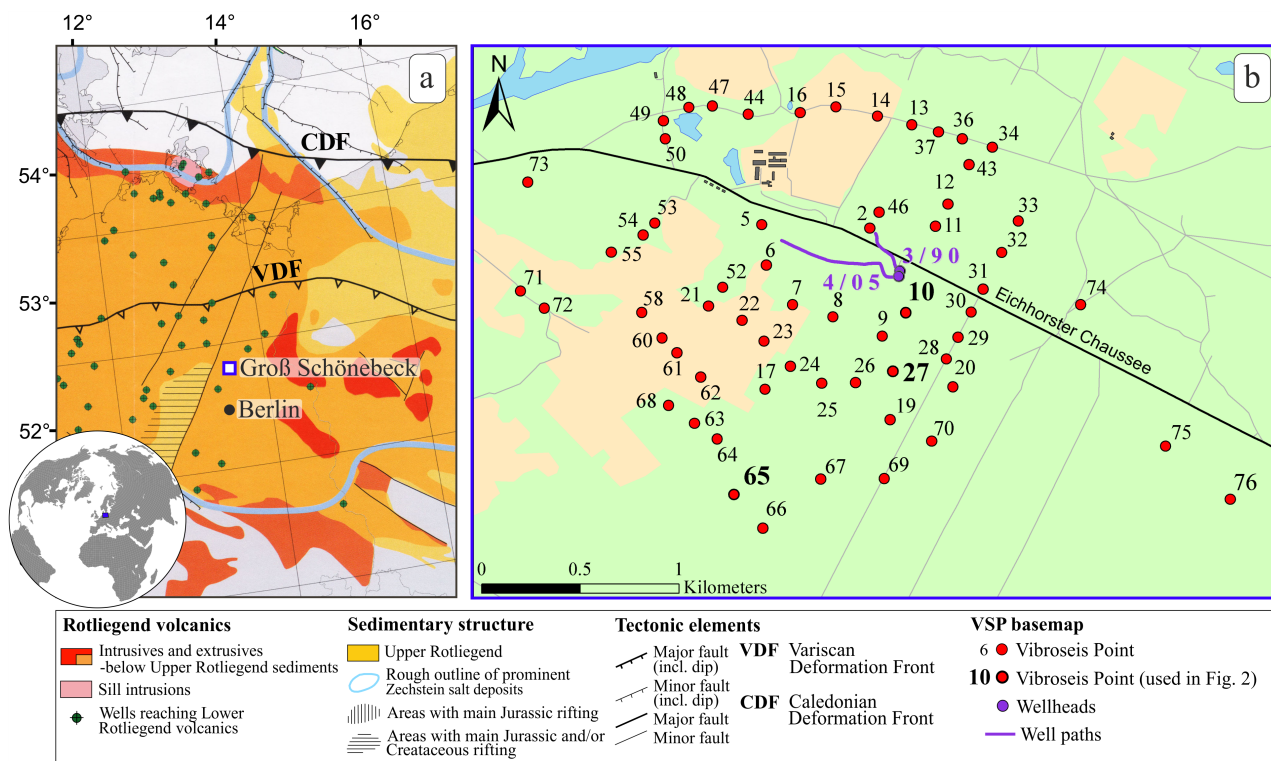 12°
14°
16°
54°
53°
52°
a
CDF
VDF
Groß Schönebeck
Berlin
b
N
48
47
44
16
15
14
13
36
34
49
50
37
43
73
12
33
53
54
55
5
2
46
11
32
3/90
4/05
6
52
10
31
30
Eichhorster Chaussee
74
71
72
58
21
22
7
8
9
29
60
23
28
61
24
26
27
20
62
17
25
68
63
19
64
70
75
65
67
69
76
66
0
0.5
1
Kilometers
Rotliegend volcanics
Intrusives and extrusives
-below Upper Rotliegend sediments
Sill intrusions
Wells reaching Lower
Rotliegend volcanics
Sedimentary structure
Upper Rotliegend
Rough outline of prominent
Zechstein salt deposits
Areas with main Jurassic rifting
Areas with main Jurassic and/or
Creataceous rifting
Tectonic elements
Major fault
(incl. dip)
Minor fault
(incl. dip)
Major fault
Minor fault
VDF Variscan
Deformation Front
CDF Caledonian
Deformation Front
VSP basemap
6 Vibroseis Point
10 Vibroseis Point (used in Fig. 2)
Wellheads
Well paths